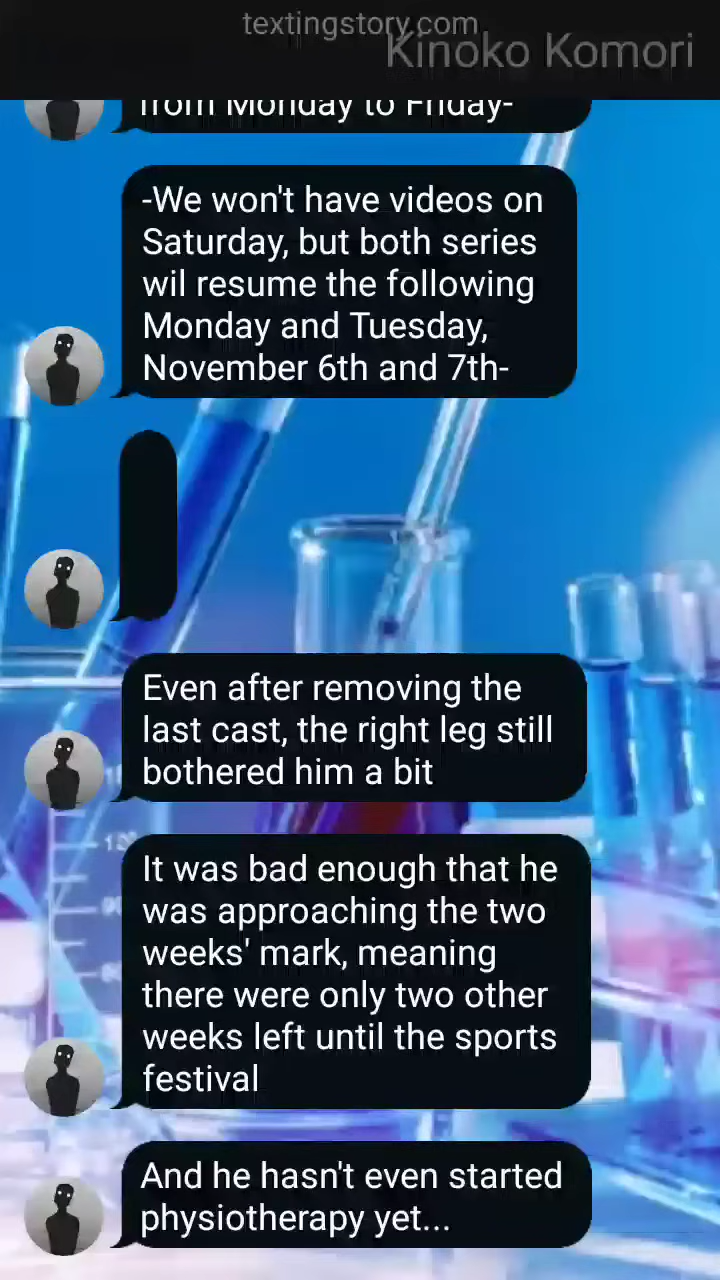 textingstory.com
Kinoko Komori
from Monday to Friday-
-We won't have videos on
Saturday, but both series
wil resume the following
Monday and Tuesday,
November 6th and 7th-
Even after removing the
last cast, the right leg still
bothered him a bit
It was bad enough that he
was approaching the two
weeks' mark, meaning
there were only two other
weeks left until the sports
festival
And he hasn't even started
physiotherapy yet...